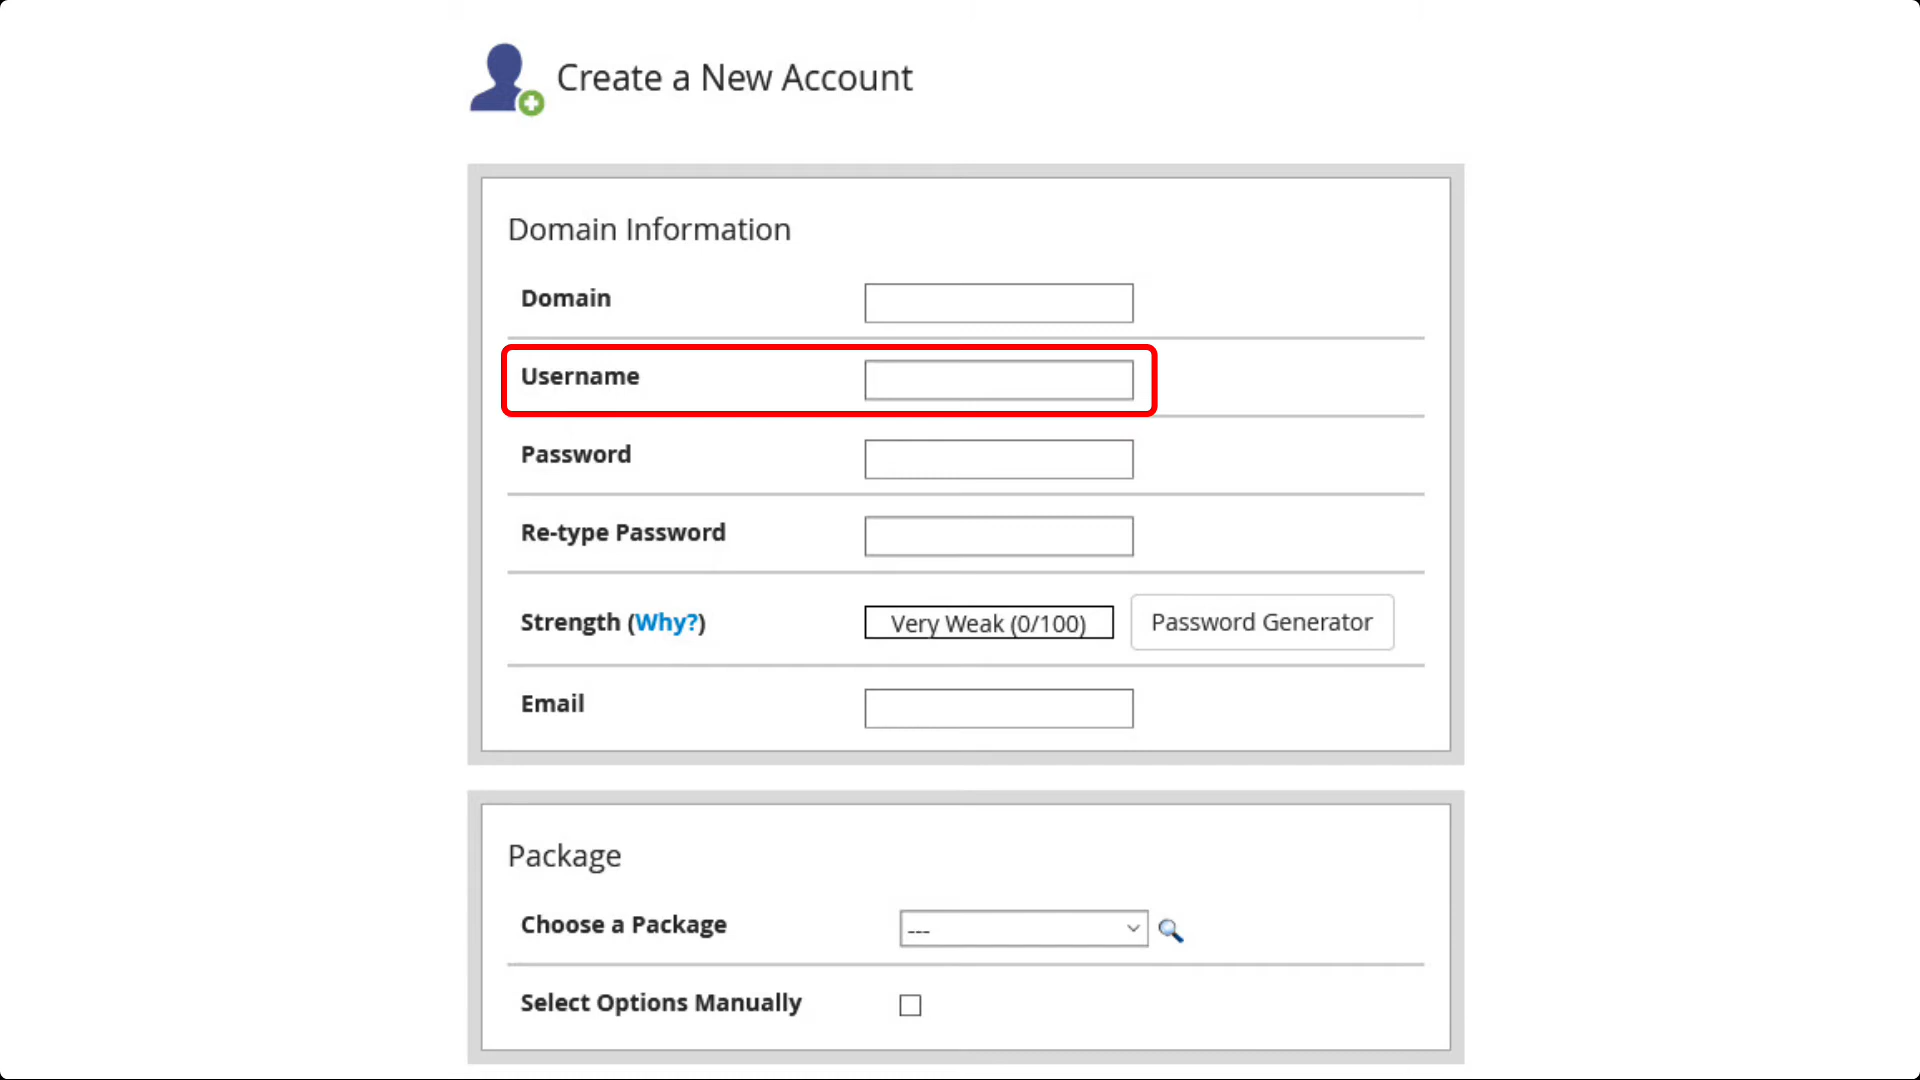 Create a New Account
Domain Information
Domain
Username
Password
Re-type Password
Strength (Why?) Very Weak (0/100) Password Generator
Email
Package
Choose a Package ---
Select Options Manually